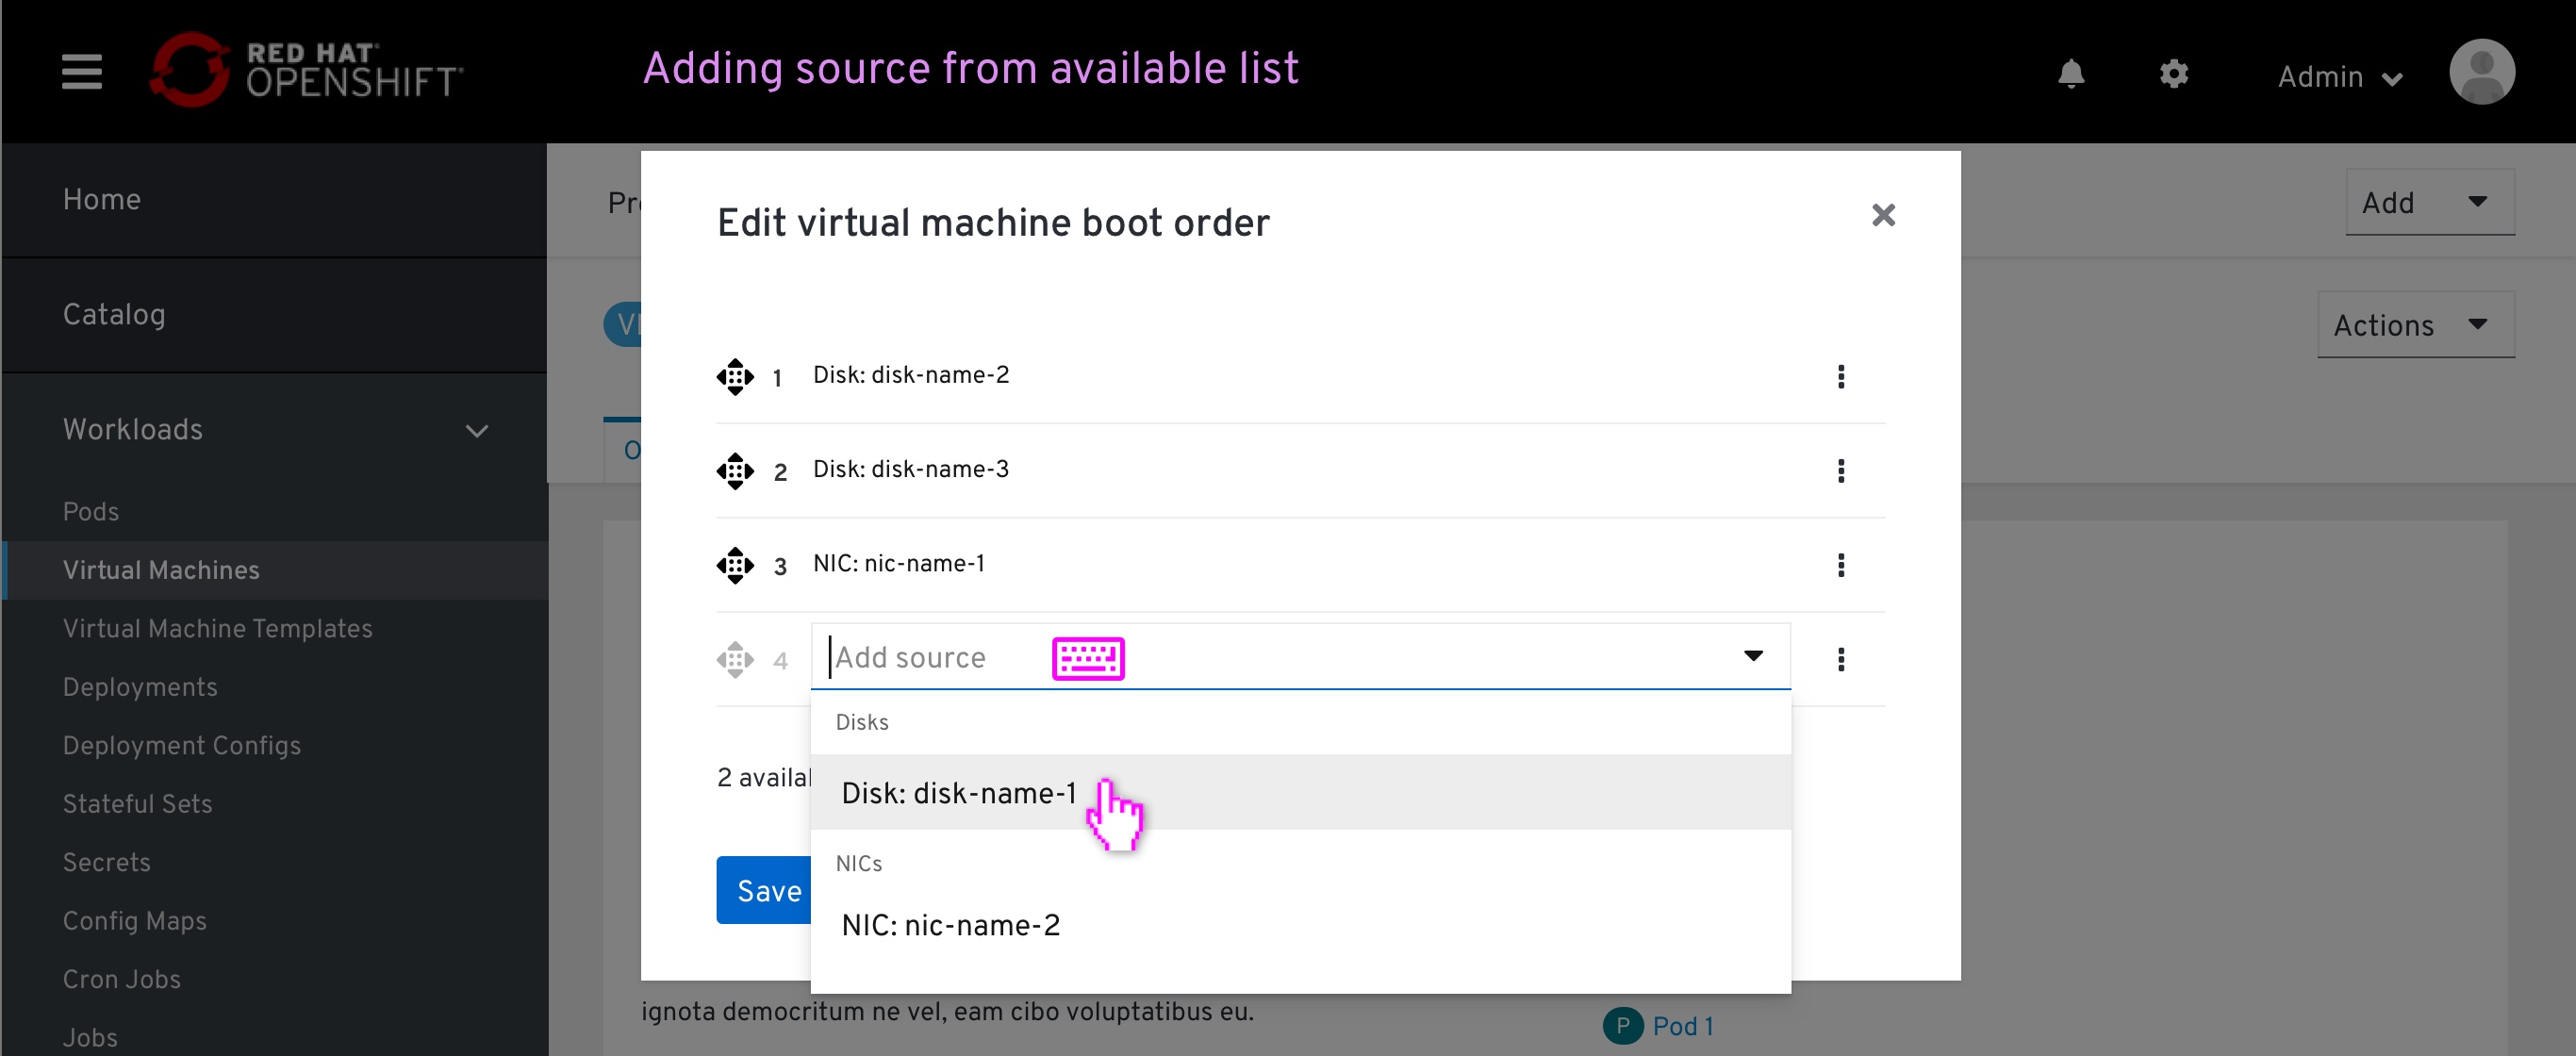 RED HAT
OPENSHIFT
Adding source from available list
Admin
Home
Catalog
Workloads
Pods
Virtual Machines
Virtual Machine Templates
Deployments
Deployment Configs
Stateful Sets
Secrets
Config Maps
Cron Jobs
Jobs
Add
Actions
Edit virtual machine boot order
1 Disk: disk-name-2
2 Disk: disk-name-3
3 NIC: nic-name-1
4 Add source
Disks
2
Disk: disk-name-1
NICs
Save
NIC: nic-name-2
ignota democritum ne vel, eam cibo voluptatibus eu.
P Pod 1